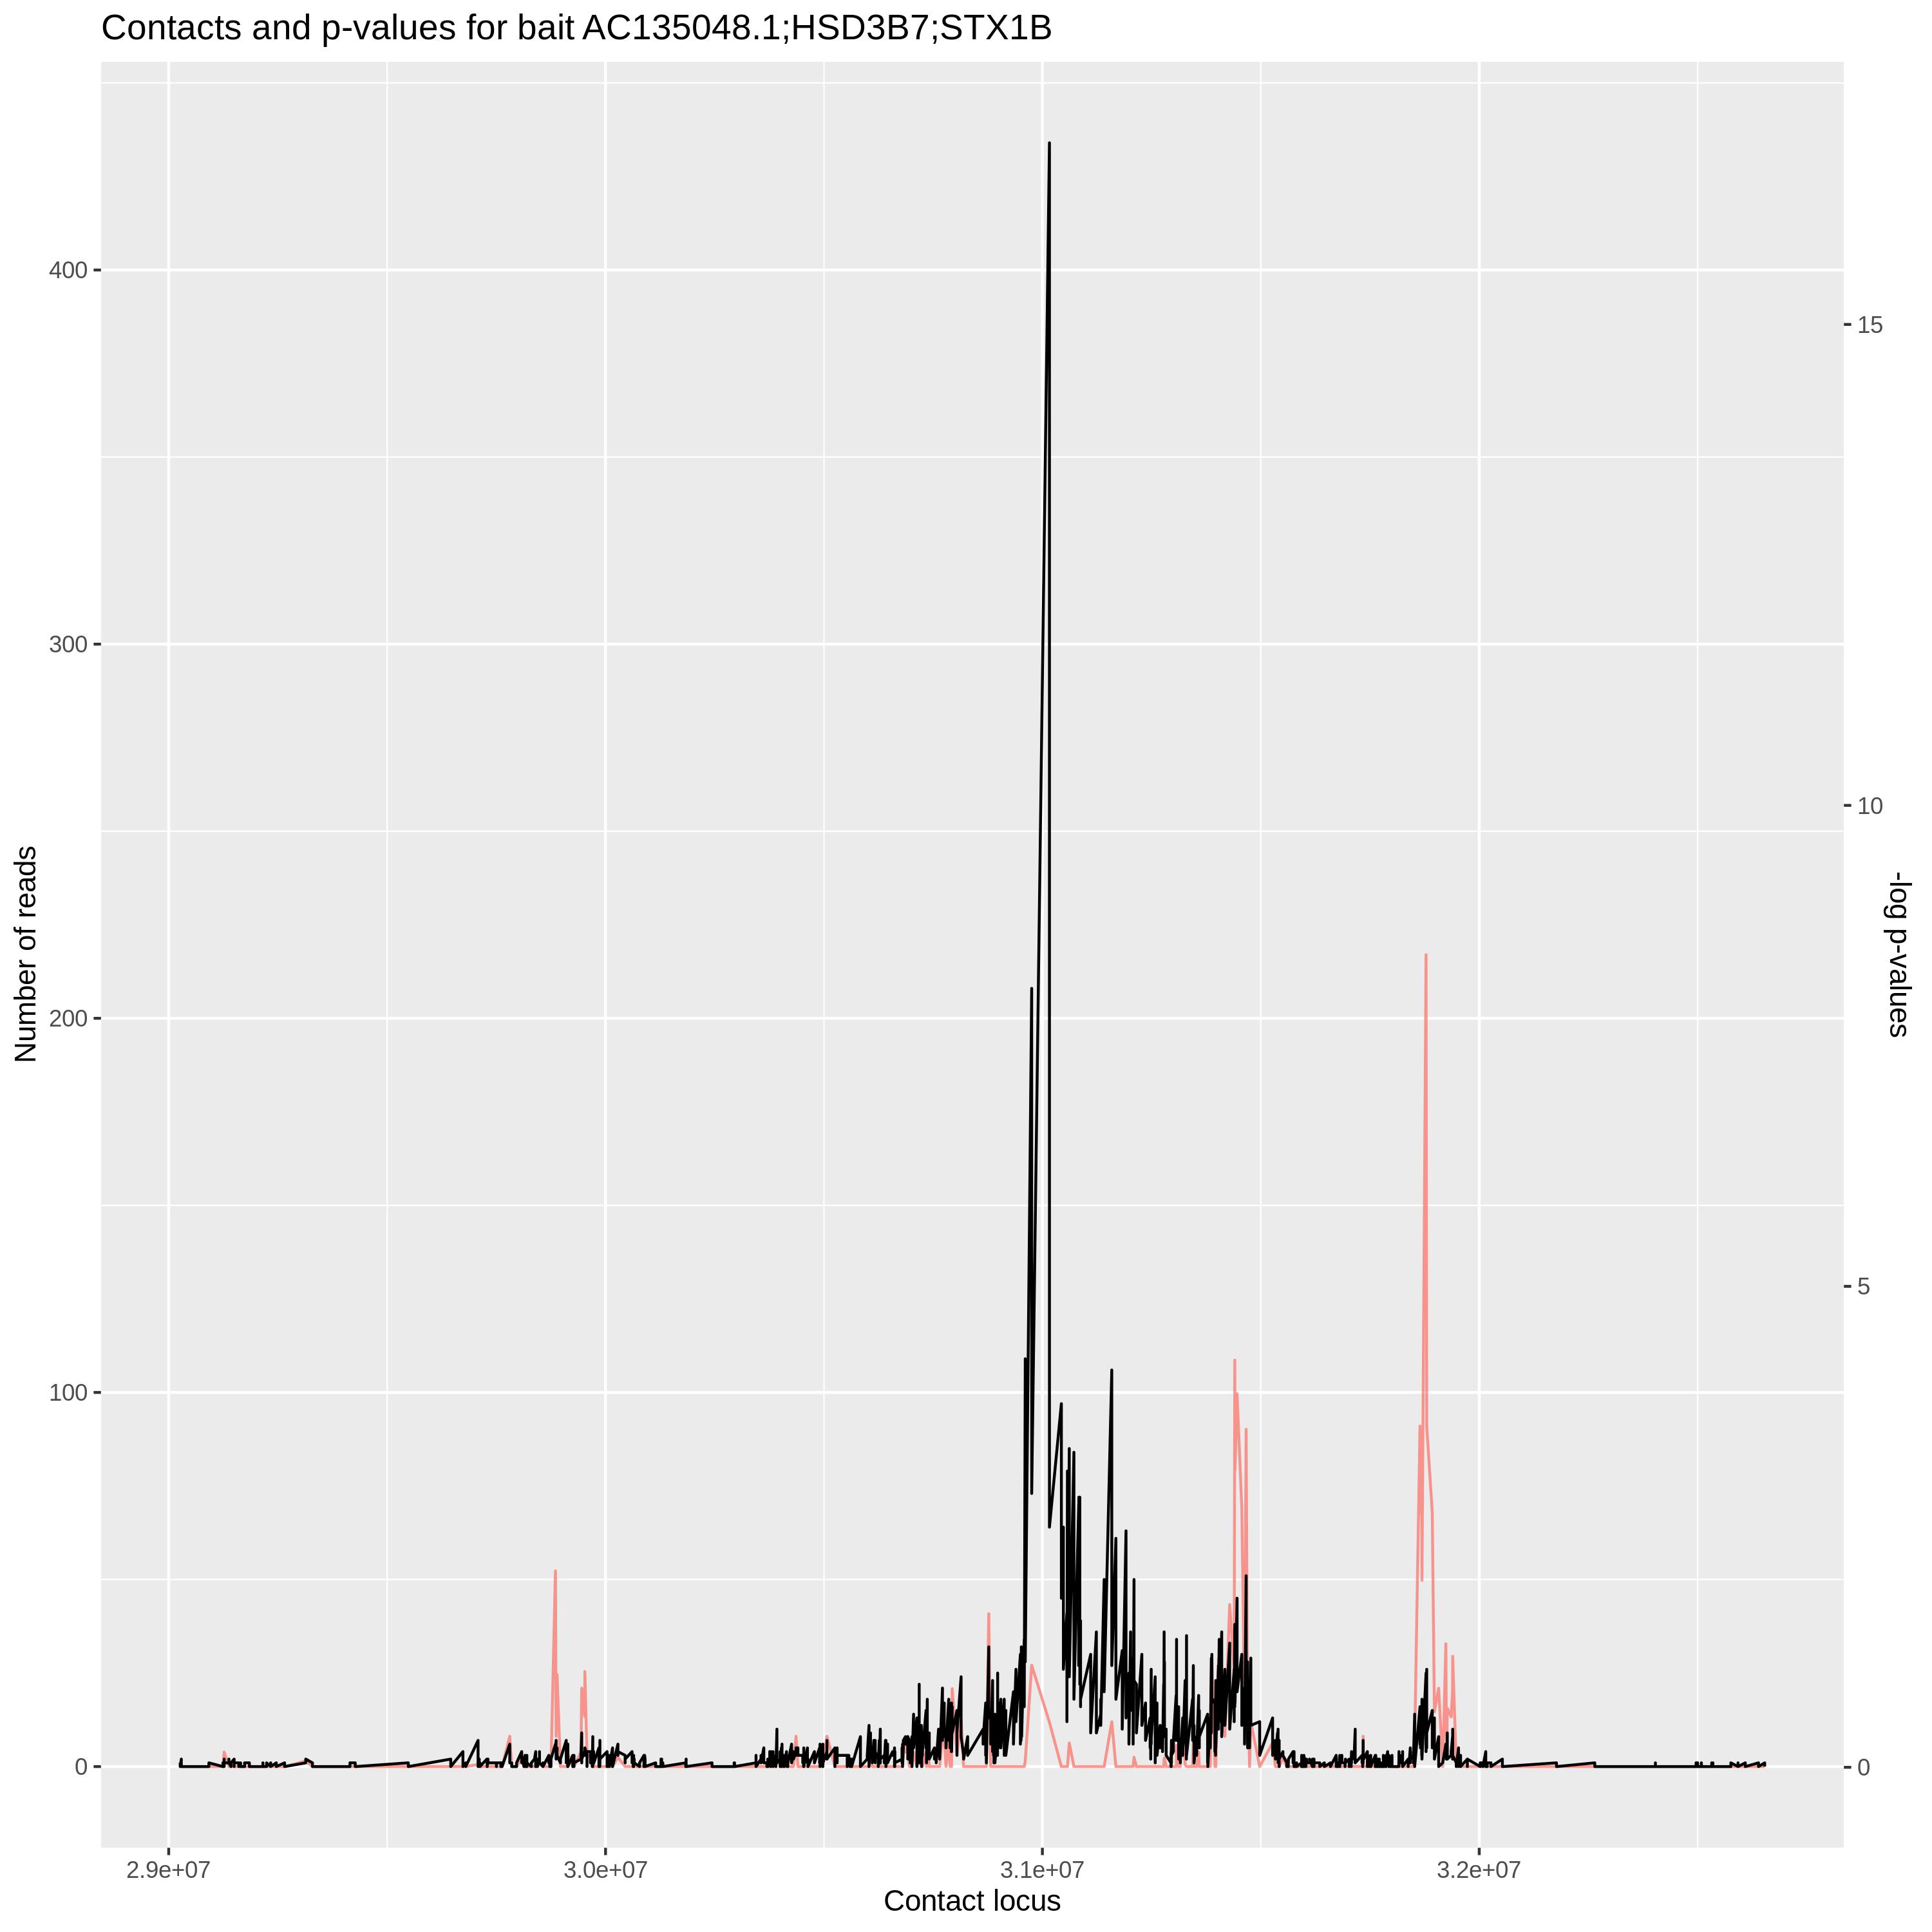 Contacts and p-values for bait AC135048.1;HSD3B7;STX1B
400
300
200
100
0
Number of reads
15
10
5
0
-log p-values
2.9e+07
3.0e+07
3.1e+07
3.2e+07
Contact locus